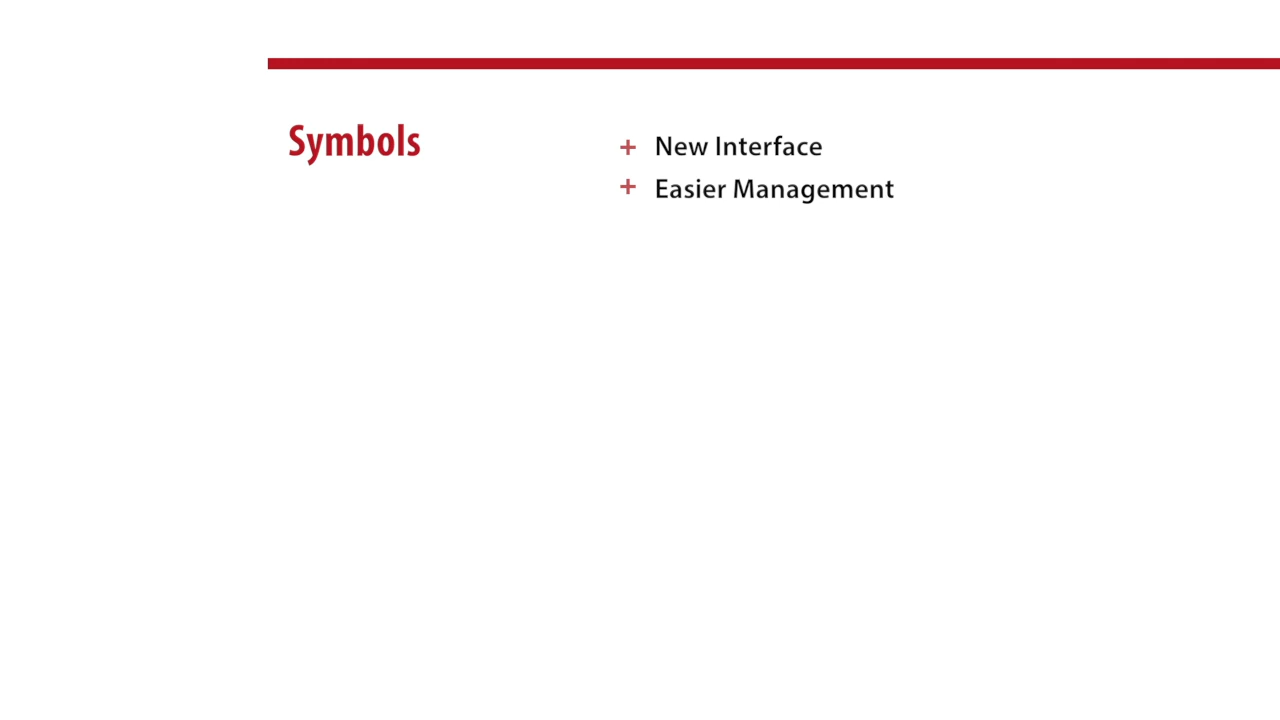 Symbols
+ New Interface
+ Easier Management